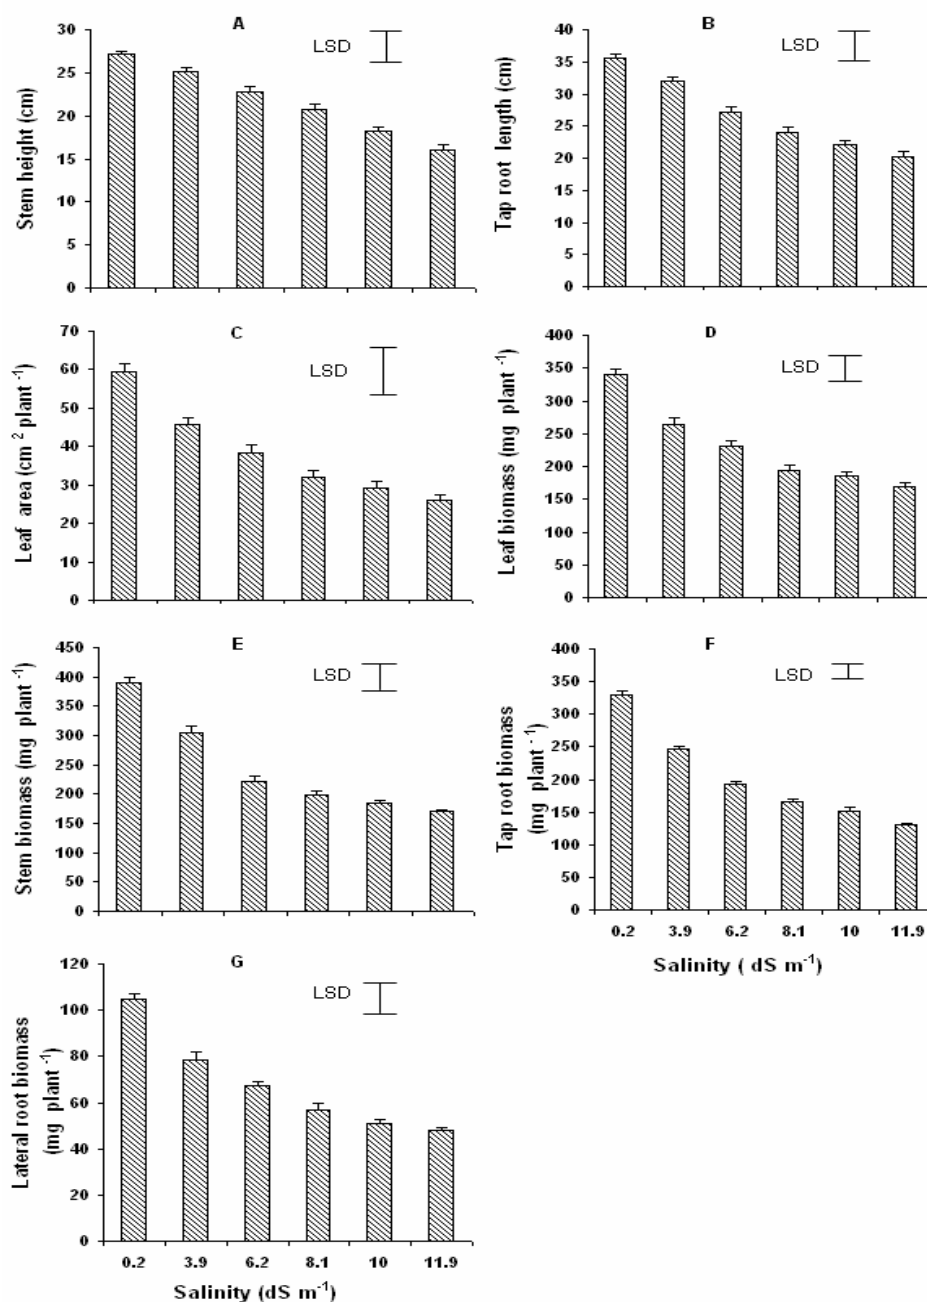 A
LSD
Stem height (cm)
30
25
20
15
10
5
0
B
LSD
Tap root length (cm)
40
35
30
25
20
15
10
5
0
C
LSD
Leaf area (cm ² plant ⁻¹)
70
60
50
40
30
20
10
0
D
LSD
Leaf biomass (mg plant ⁻¹)
400
350
300
250
200
150
100
50
0
E
LSD
Stem biomass (mg plant ⁻¹)
450
400
350
300
250
200
150
100
50
0
F
LSD
Tap root biomass
(mg plant ⁻¹)
400
350
300
250
200
150
100
50
0
0.2 3.9 6.2 8.1 10 11.9
Salinity ( dS m⁻¹)
G
LSD
Lateral root biomass
(mg plant ⁻¹)
120
100
80
60
40
20
0
0.2 3.9 6.2 8.1 10 11.9
Salinity (dS m⁻¹)